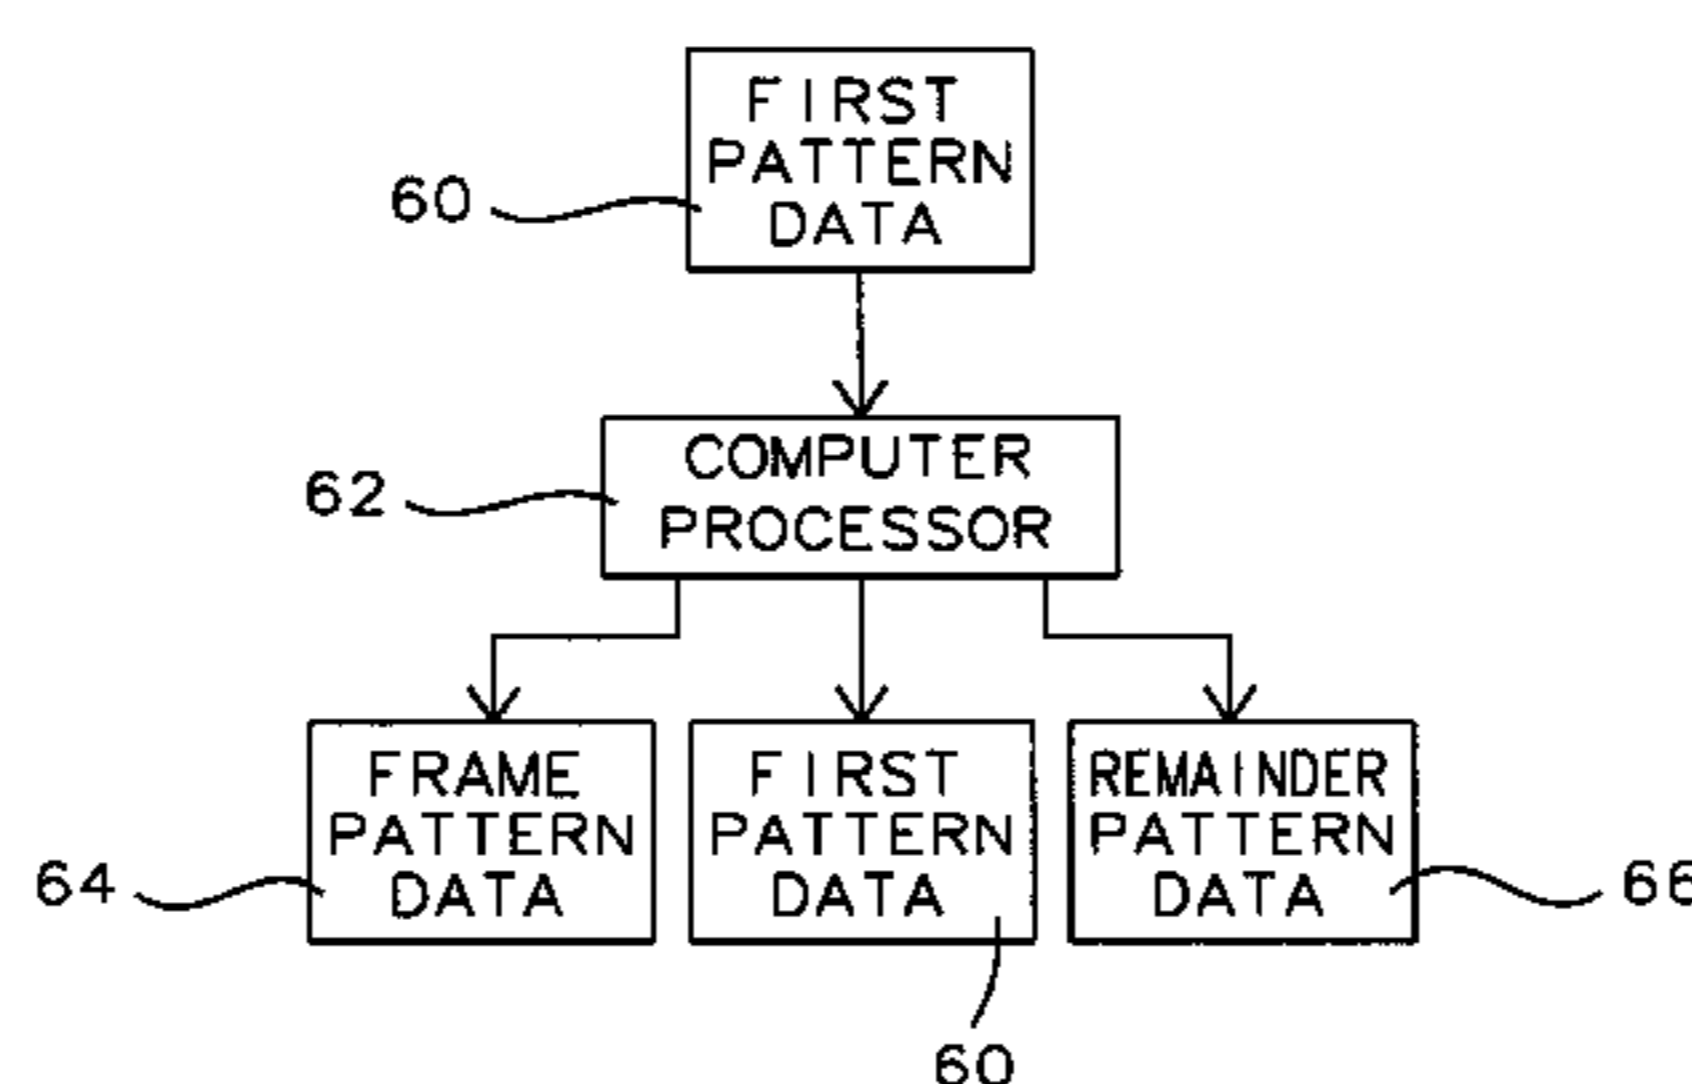 FIRST
PATTERN
DATA
60
COMPUTER
PROCESSOR
62
FRAME
PATTERN
DATA
64
FIRST
PATTERN
DATA
60
REMAINDER
PATTERN
DATA
66